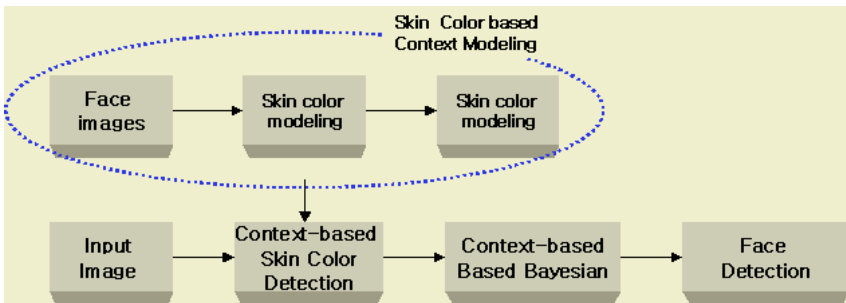 Skin Color based
Context Modeling
Face
images
Skin color
modeling
Skin color
modeling
Input
Image
Context-based
Skin Color
Detection
Context-based
Based Bayesian
Face
Detection